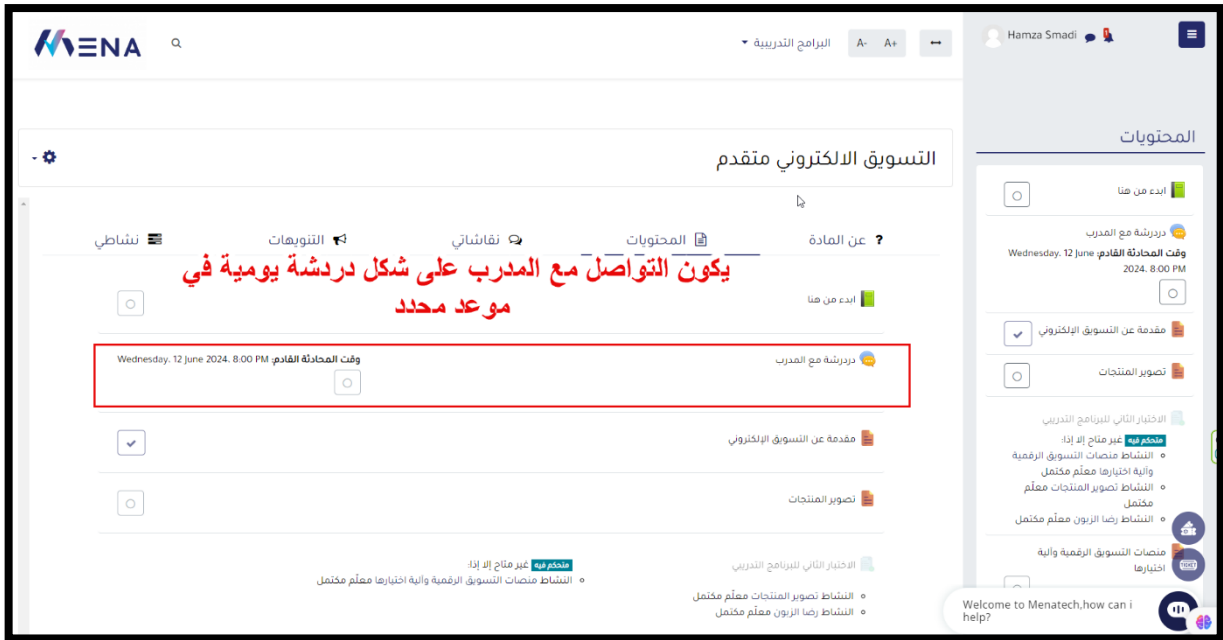 MENA
البرامج التدريبية
A- A+
Hamza Smadi
المحتويات
التسويق الالكتروني متقدم
عن المادة
المحتويات
نقاشاتي
التنويهات
نشاطي
يكون التواصل مع المدرب على شكل دردشة يومية في
موعد محدد
ابدء من هنا
دردرشة مع المدرب
وقت المحادثة القادم: Wednesday. 12 June 2024. 8:00 PM
مقدمة عن التسويق الإلكتروني
تصوير المنتجات
الاختبار الثاني للبرنامج التدريبي
متحكم فيه غير متاح إلا إذا:
النشاط منصات التسويق الرقمية وآلية اختيارها معلّم مكتمل
النشاط تصوير المنتجات معلّم مكتمل
النشاط رضا الزبون معلّم مكتمل
ابدء من هنا
دردرشة مع المدرب
وقت المحادثة القادم: Wednesday. 12 June
2024. 8:00 PM
مقدمة عن التسويق الإلكتروني
تصوير المنتجات
الاختبار الثاني للبرنامج التدريبي
متحكم فيه غير متاح إلا إذا:
النشاط منصات التسويق الرقمية
وآلية اختيارها معلّم مكتمل
النشاط تصوير المنتجات معلّم
مكتمل
النشاط رضا الزبون معلّم مكتمل
منصات التسويق الرقمية وآلية
اختيارها
TICKET
Welcome to Menatech,how can i
help?